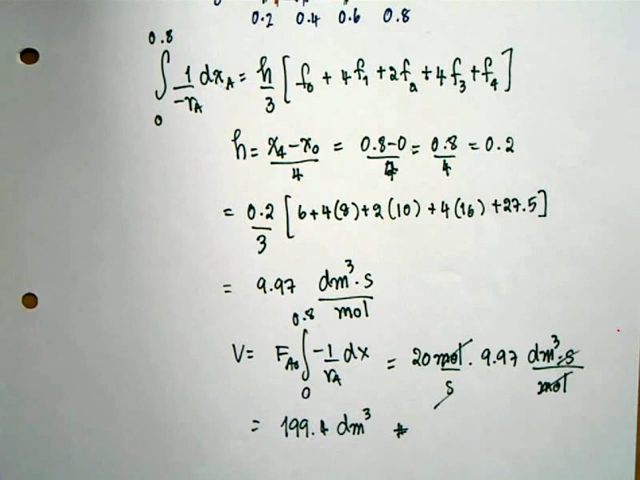 0.2 0.4 0.6 0.8
∫₀^0.8 1/-rA dxA = h/3 [f₀ + 4f₁ + 2f₂ + 4f₃ + f₄]
h = x₄-x₀/4 = 0.8-0/4 = 0.8/4 = 0.2
= 0.2/3 [6+4(8)+2(10)+4(16)+27.5]
= 9.97 dm³·s/mol
V = F_A₀ ∫₀^0.8 -1/rA dx = 20 mol/s · 9.97 dm³·s/mol
= 199.4 dm³ *